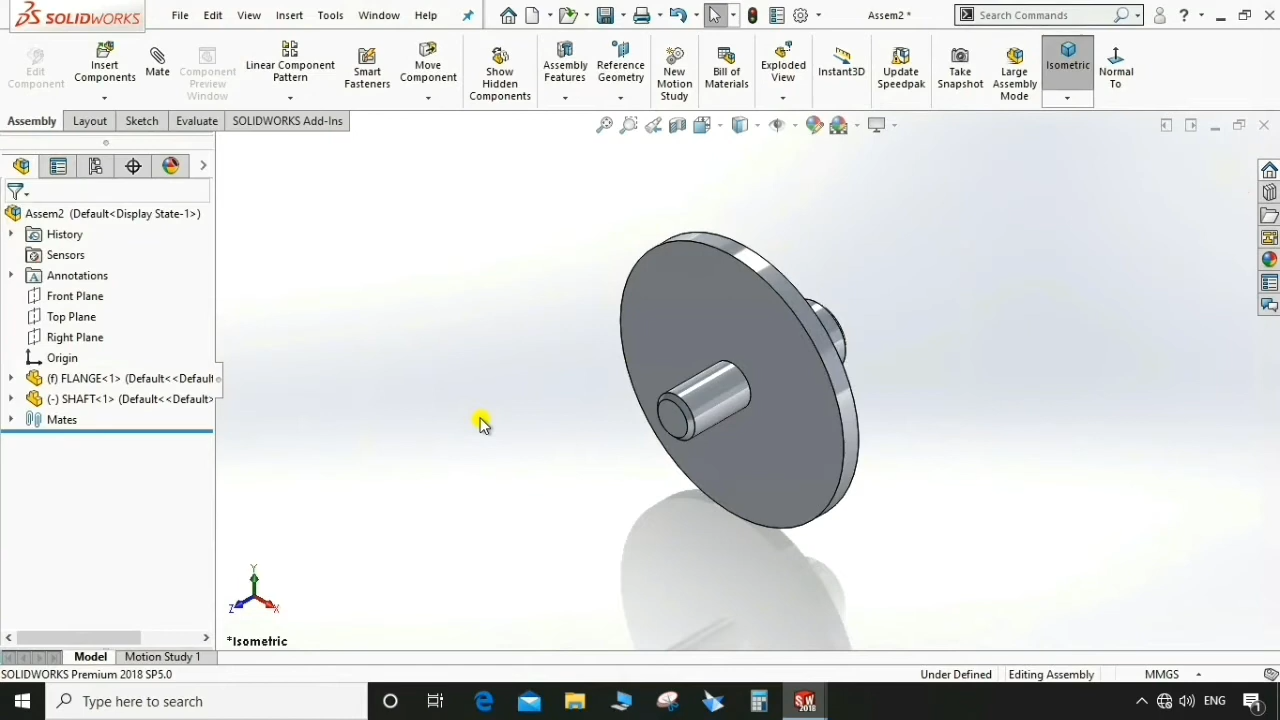 SOLIDWORKS
File Edit View Insert Tools Window Help
Assem2 *
Search Commands
Edit Component
Insert Components
Mate
Component Preview Window
Linear Component Pattern
Smart Fasteners
Move Component
Show Hidden Components
Assembly Features
Reference Geometry
New Motion Study
Bill of Materials
Exploded View
Instant3D
Update Speedpak
Take Snapshot
Large Assembly Mode
Isometric
Normal To
Assembly Layout Sketch Evaluate SOLIDWORKS Add-Ins
Assem2 (Default<Display State-1>)
History
Sensors
A Annotations
Front Plane
Top Plane
Right Plane
Origin
(f) FLANGE<1> (Default<<Default
(-) SHAFT<1> (Default<<Default>
Mates
Y
Z X
*Isometric
Model Motion Study 1
SOLIDWORKS Premium 2018 SP5.0
Under Defined Editing Assembly MMGS
Type here to search
SW 2018
ENG
1